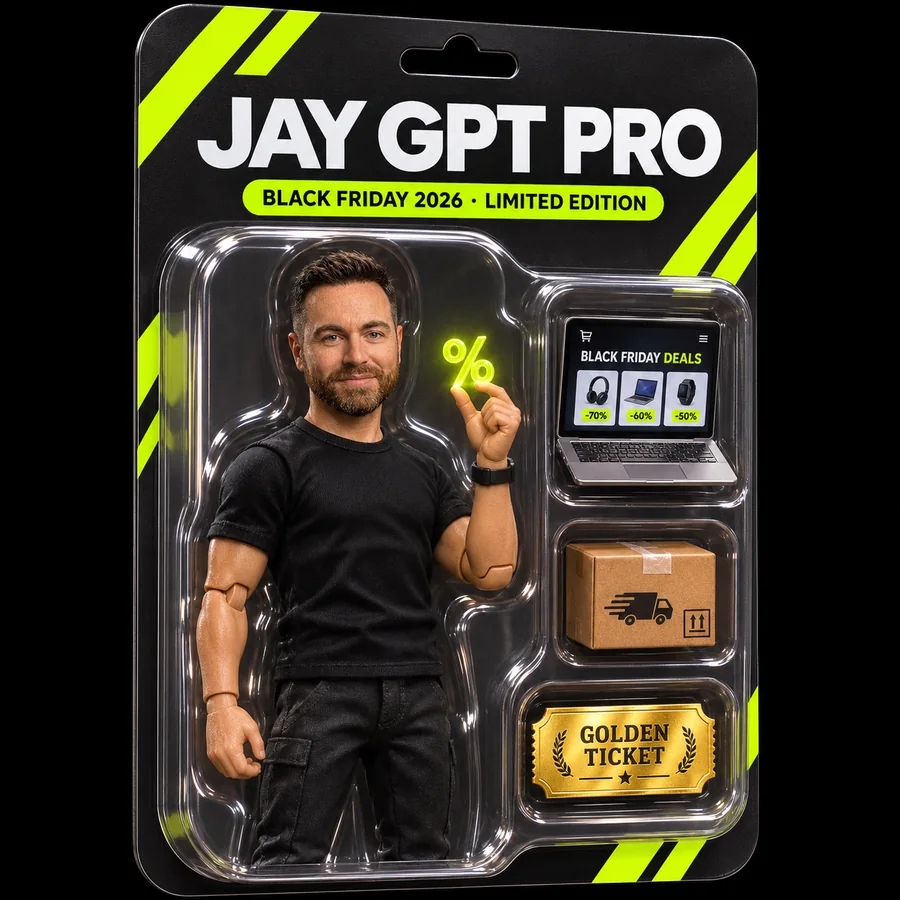 JAY GPT PRO
BLACK FRIDAY 2026 · LIMITED EDITION
%
BLACK FRIDAY DEALS
-70% -60% -50%
GOLDEN
TICKET